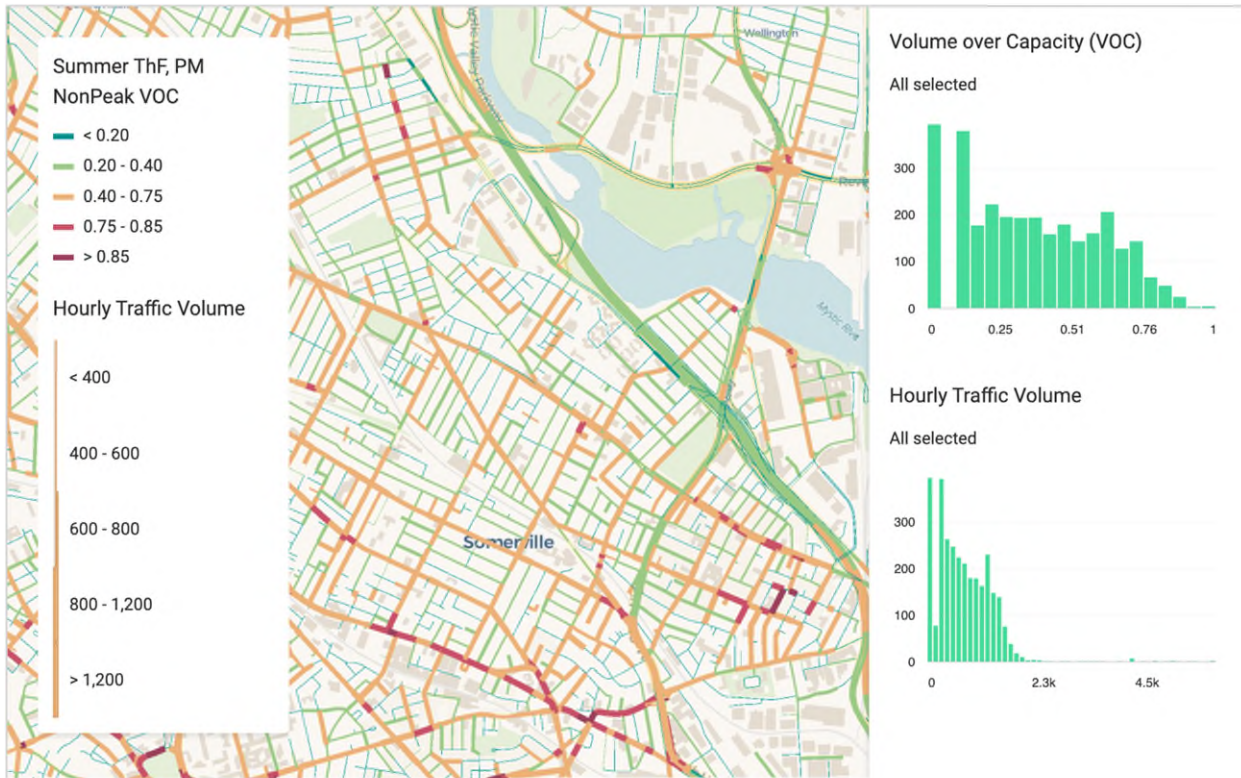 Summer ThF, PM
NonPeak VOC
< 0.20
0.20 - 0.40
0.40 - 0.75
0.75 - 0.85
> 0.85
Hourly Traffic Volume
< 400
400 - 600
600 - 800
800 - 1,200
> 1,200
Valley Parkway
Wellington
Mystic Rive
Somerville
Volume over Capacity (VOC)
All selected
300
200
100
0
0 0.25 0.51 0.76 1
Hourly Traffic Volume
All selected
300
200
100
0
0 2.3k 4.5k